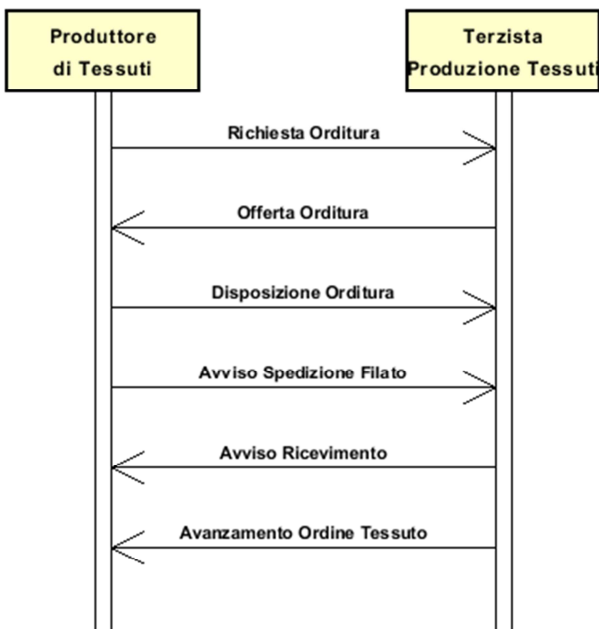 Produttore
di Tessuti
Terzista
Produzione Tessuti
Richiesta Orditura
Offerta Orditura
Disposizione Orditura
Avviso Spedizione Filato
Avviso Ricevimento
Avanzamento Ordine Tessuto